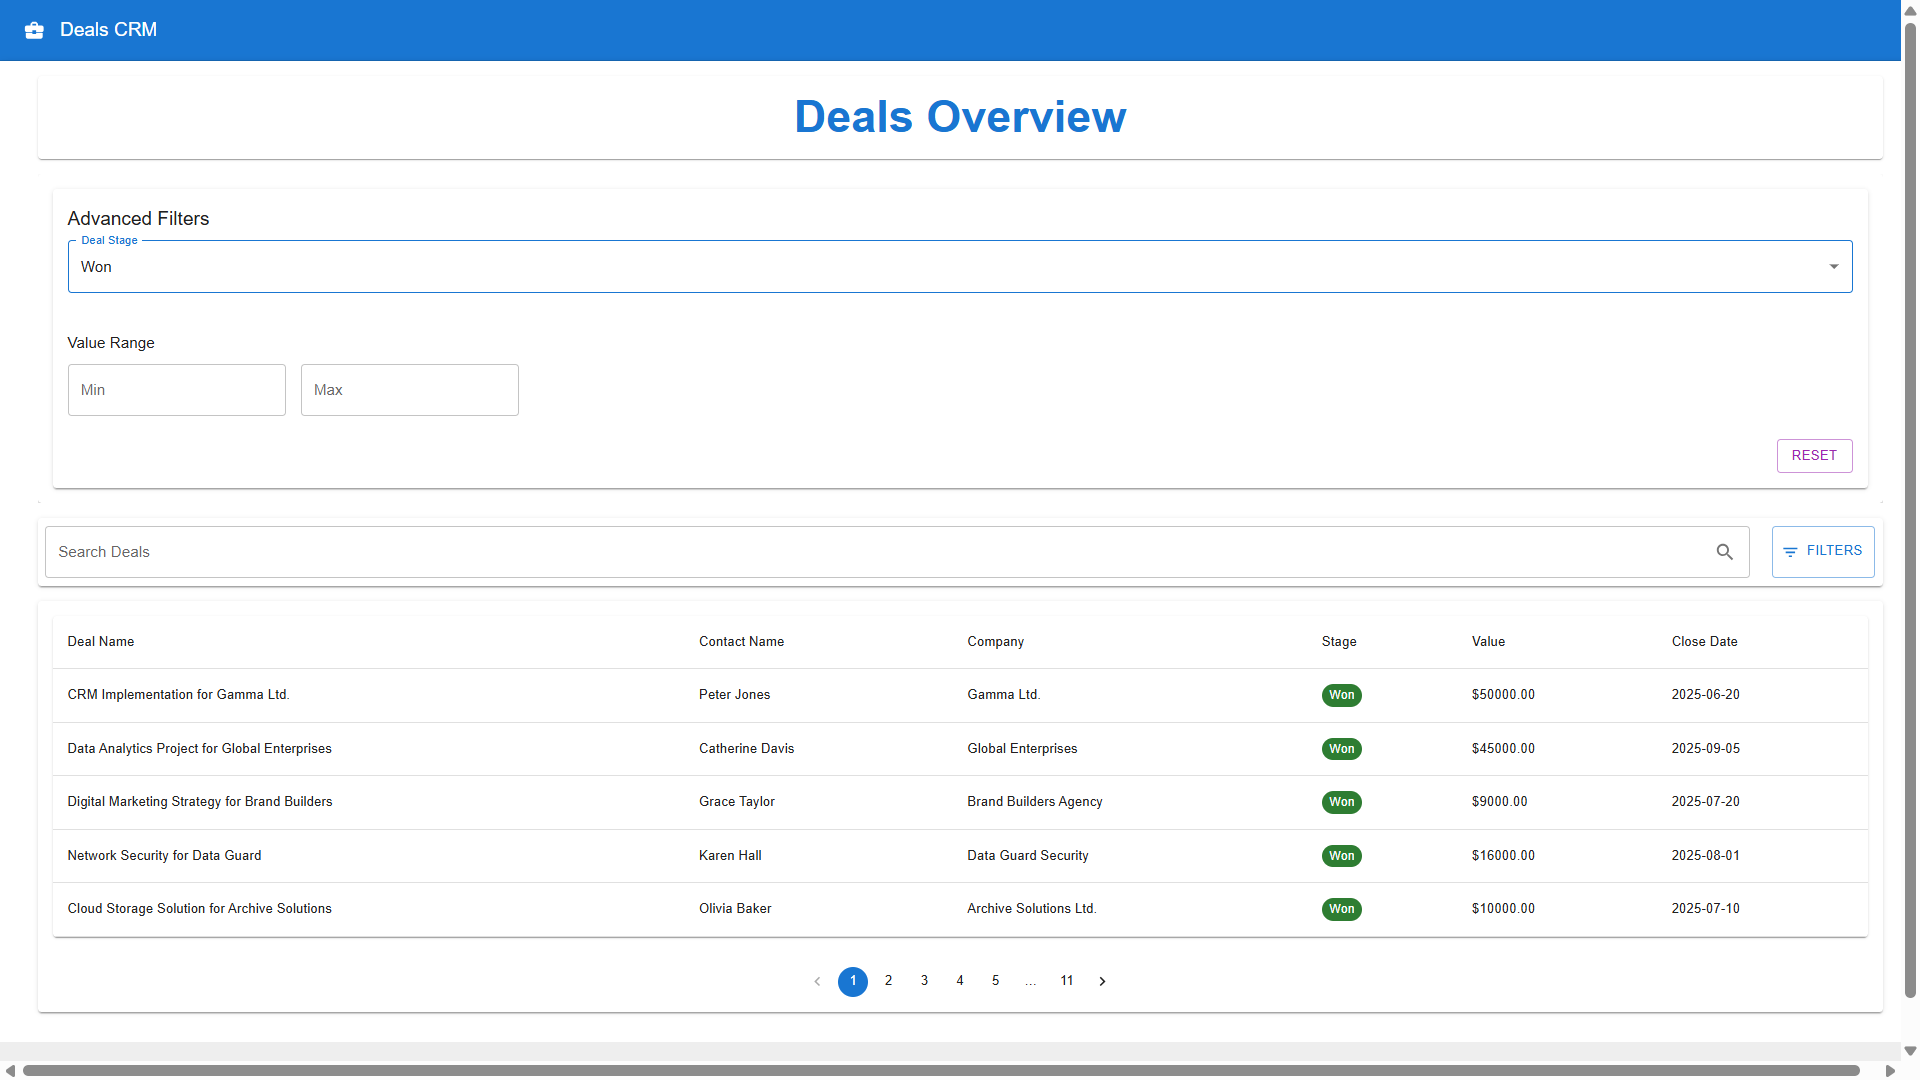 Deals CRM
Deals Overview
Advanced Filters
Deal Stage
Won
Value Range
Min Max
RESET
Search Deals FILTERS
Deal Name Contact Name Company Stage Value Close Date
CRM Implementation for Gamma Ltd. Peter Jones Gamma Ltd. Won $50000.00 2025-06-20
Data Analytics Project for Global Enterprises Catherine Davis Global Enterprises Won $45000.00 2025-09-05
Digital Marketing Strategy for Brand Builders Grace Taylor Brand Builders Agency Won $9000.00 2025-07-20
Network Security for Data Guard Karen Hall Data Guard Security Won $16000.00 2025-08-01
Cloud Storage Solution for Archive Solutions Olivia Baker Archive Solutions Ltd. Won $10000.00 2025-07-10
1 2 3 4 5 ... 11